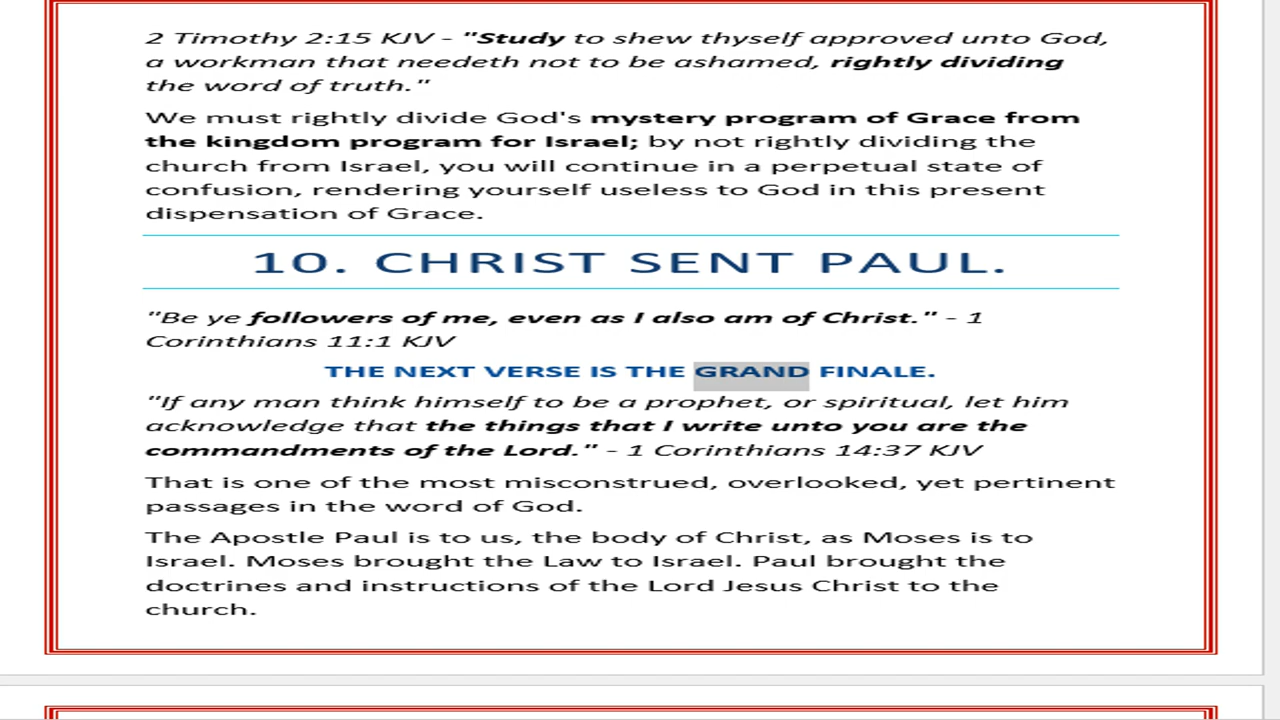 2 Timothy 2:15 KJV - "Study to shew thyself approved unto God,
a workman that needeth not to be ashamed, rightly dividing
the word of truth."
We must rightly divide God's mystery program of Grace from
the kingdom program for Israel; by not rightly dividing the
church from Israel, you will continue in a perpetual state of
confusion, rendering yourself useless to God in this present
dispensation of Grace.
10. CHRIST SENT PAUL.
"Be ye followers of me, even as I also am of Christ." - 1
Corinthians 11:1 KJV
THE NEXT VERSE IS THE GRAND FINALE.
"If any man think himself to be a prophet, or spiritual, let him
acknowledge that the things that I write unto you are the
commandments of the Lord." - 1 Corinthians 14:37 KJV
That is one of the most misconstrued, overlooked, yet pertinent
passages in the word of God.
The Apostle Paul is to us, the body of Christ, as Moses is to
Israel. Moses brought the Law to Israel. Paul brought the
doctrines and instructions of the Lord Jesus Christ to the
church.